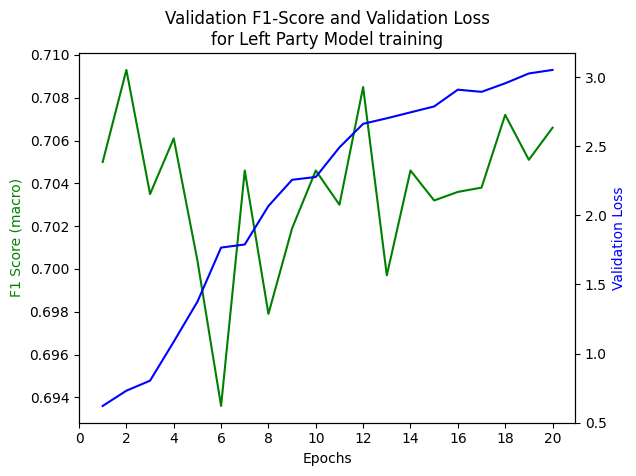 Validation F1-Score and Validation Loss
for Left Party Model training
0.710
0.708
0.706
0.704
0.702
0.700
0.698
0.696
0.694
F1 Score (macro)
3.0
2.5
2.0
1.5
1.0
0.5
Validation Loss
0 2 4 6 8 10 12 14 16 18 20
Epochs